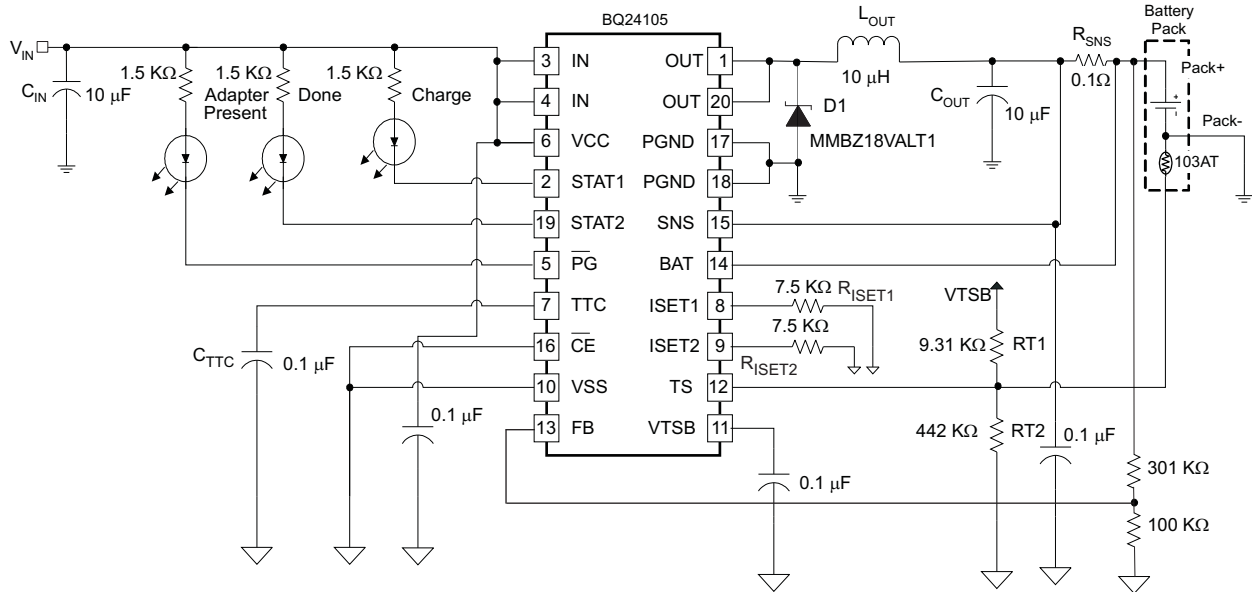 BQ24105
V_IN
C_IN
10 μF
1.5 KΩ
Adapter
Present
1.5 KΩ
Done
1.5 KΩ
Charge
3 IN
4 IN
6 VCC
2 STAT1
19 STAT2
5 P̅G̅
7 TTC
16 C̅E̅
10 VSS
13 FB
OUT 1
OUT 20
PGND 17
PGND 18
SNS 15
BAT 14
ISET1 8
ISET2 9
TS 12
VTSB 11
C_TTC
0.1 μF
0.1 μF
L_OUT
10 μH
D1
MMBZ18VALT1
C_OUT
10 μF
R_SNS
0.1Ω
Battery
Pack
Pack+
+
-
Pack-
103AT
7.5 KΩ R_ISET1
7.5 KΩ
R_ISET2
VTSB
9.31 KΩ RT1
442 KΩ RT2
0.1 μF
0.1 μF
301 KΩ
100 KΩ